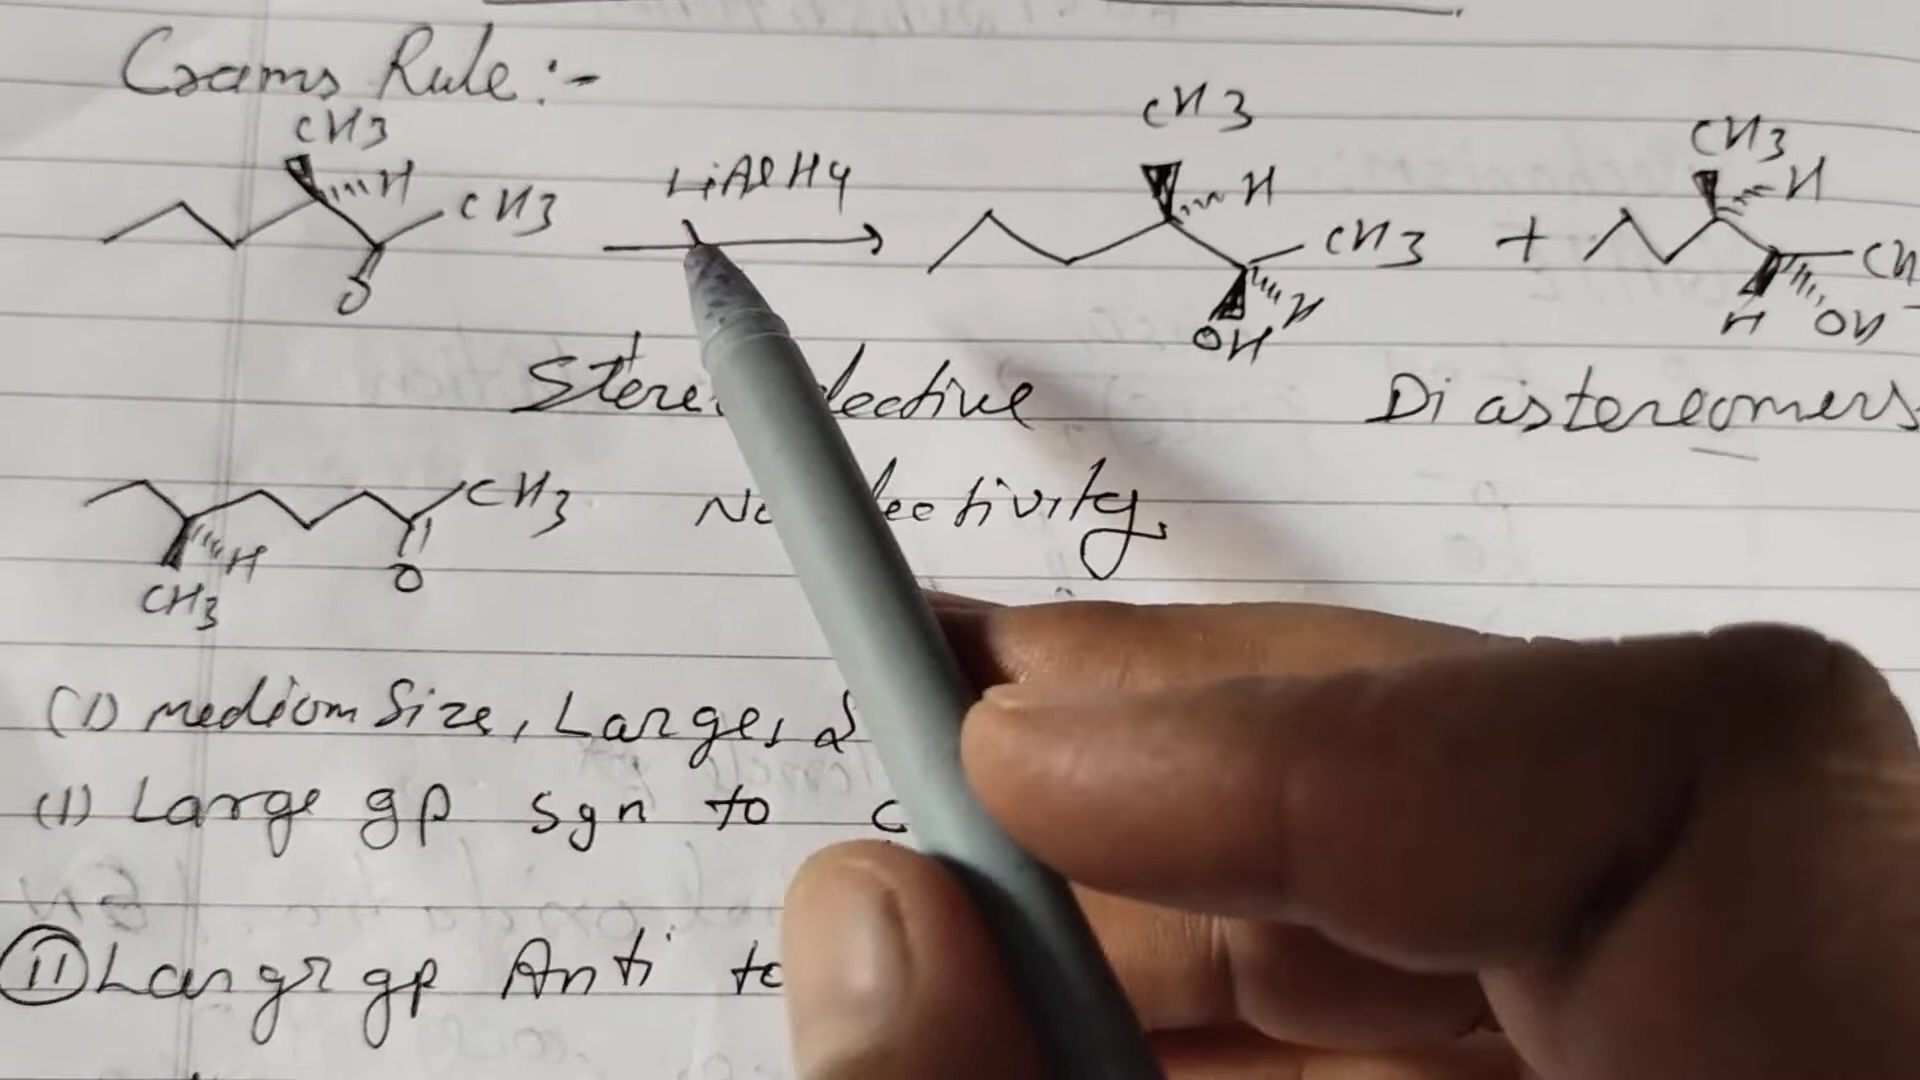 Crams Rule:-
CH3 H CH3 O LiAlH4 CH3 H CH3 OH H + CH3 H H OH
Diastereomers
CH3 H CH3 O
(1) medium Size, Large, &
(1) Large gp syn to C
(11) Large gp Anti to